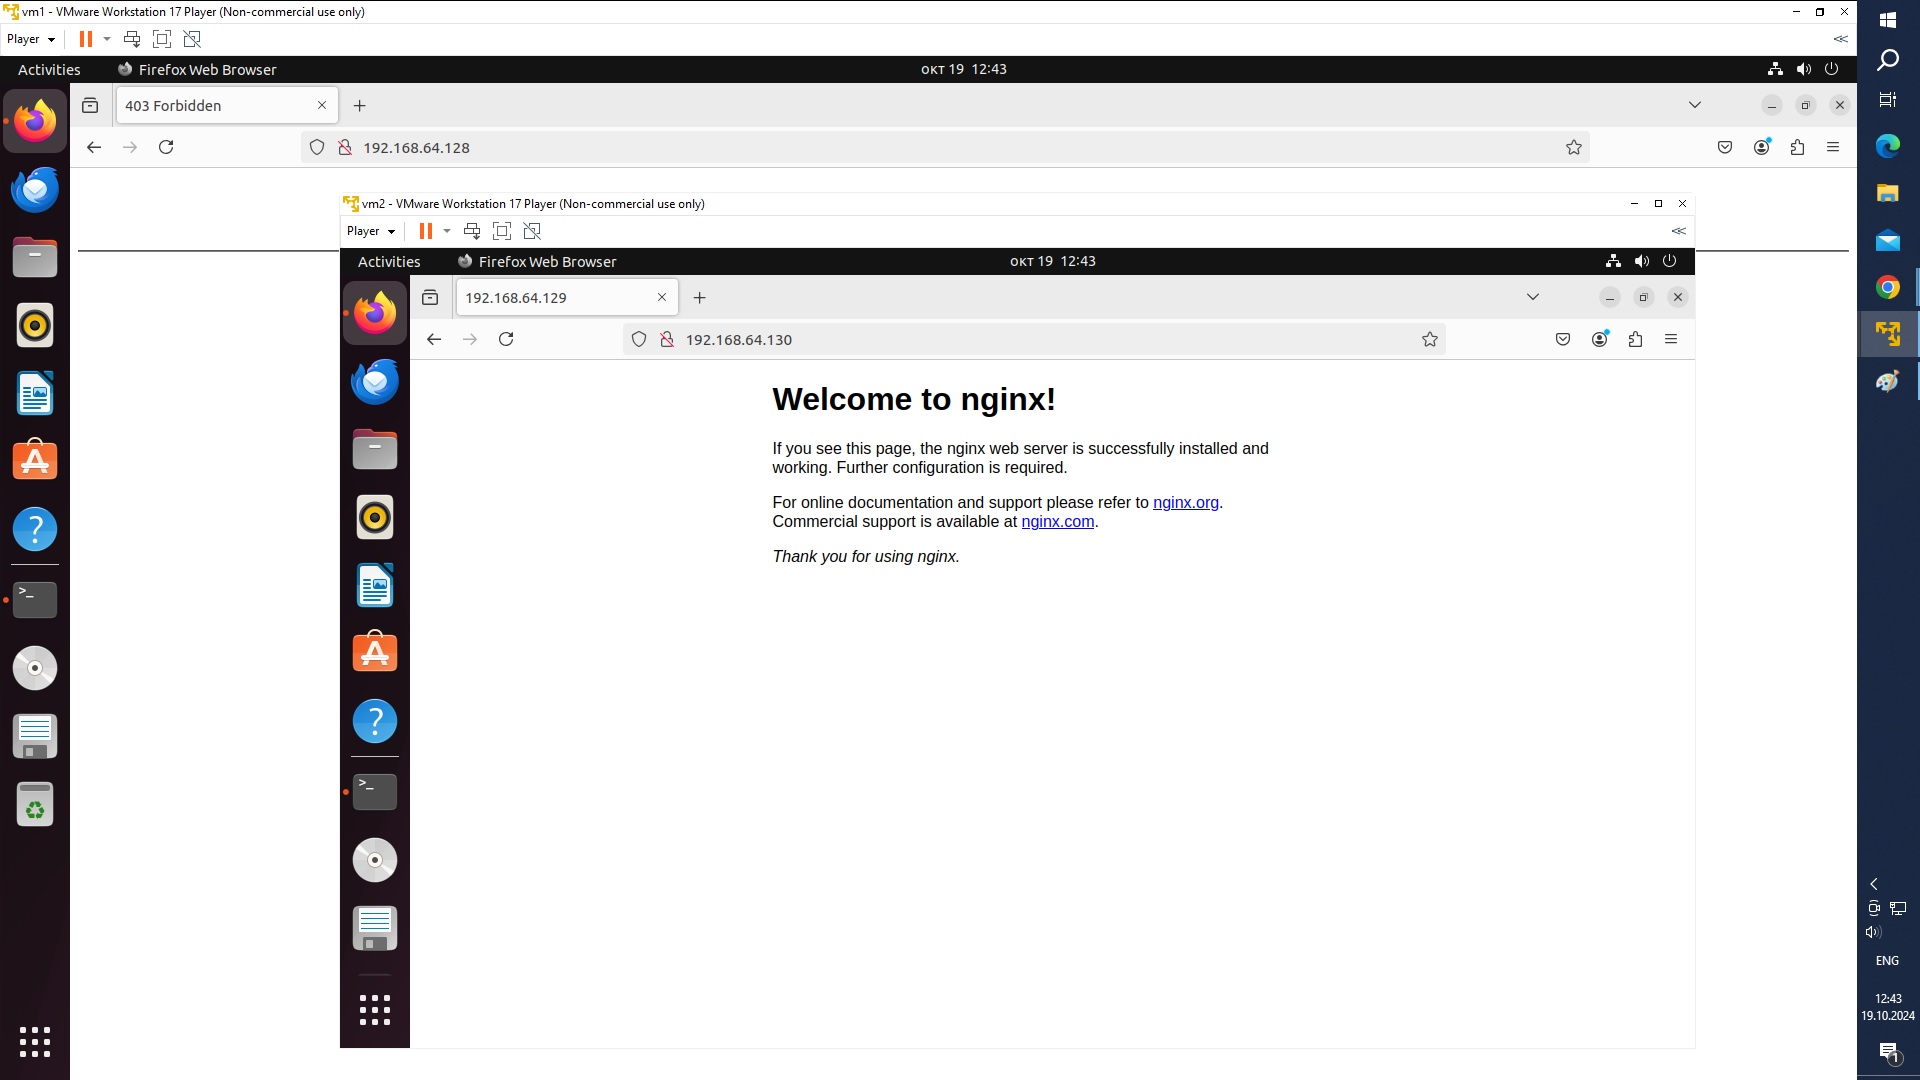 vm1 - VMware Workstation 17 Player (Non-commercial use only)
Player
Activities
Firefox Web Browser
окт 19 12:43
403 Forbidden
192.168.64.128
vm2 - VMware Workstation 17 Player (Non-commercial use only)
Player
Activities
Firefox Web Browser
окт 19 12:43
192.168.64.129
192.168.64.130
Welcome to nginx!
If you see this page, the nginx web server is successfully installed and
working. Further configuration is required.
For online documentation and support please refer to nginx.org.
Commercial support is available at nginx.com.
Thank you for using nginx.
ENG
12:43
19.10.2024
1